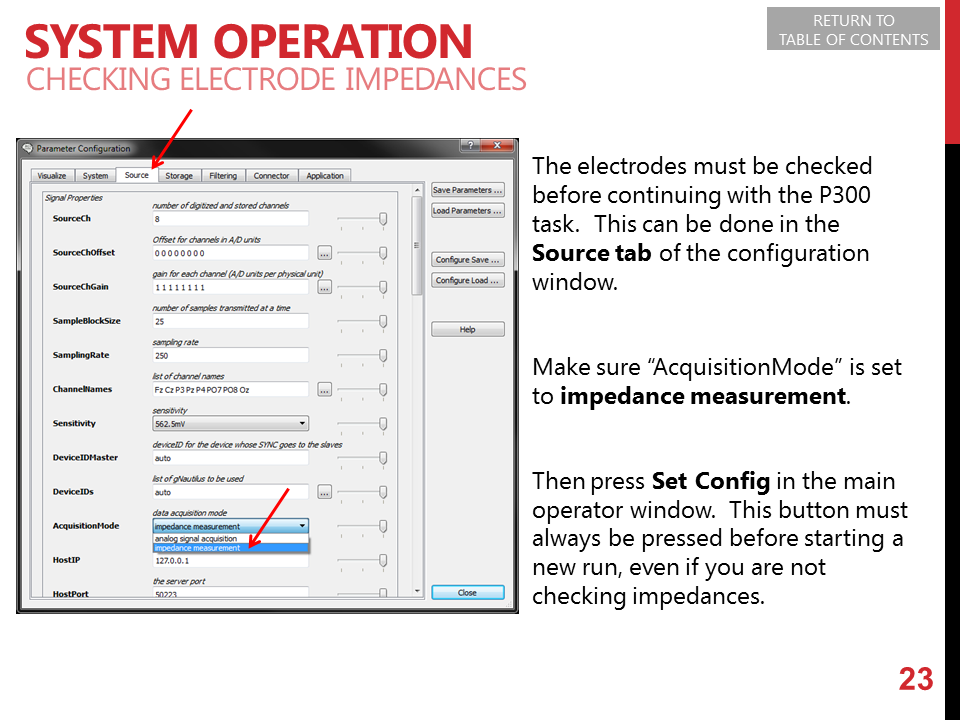 SYSTEM OPERATION
CHECKING ELECTRODE IMPEDANCES
RETURN TO
TABLE OF CONTENTS
Parameter Configuration
Visualize System Source Storage Filtering Connector Application
Signal Properties
number of digitized and stored channels
SourceCh 8
Offset for channels in A/D units
SourceChOffset 0 0 0 0 0 0 0 0 ...
gain for each channel (A/D units per physical unit)
SourceChGain 1 1 1 1 1 1 1 1 ...
number of samples transmitted at a time
SampleBlockSize 25
sampling rate
SamplingRate 250
list of channel names
ChannelNames Fz Cz P3 Pz P4 PO7 PO8 Oz ...
sensitivity
Sensitivity 562.5mV
deviceID for the device whose SYNC goes to the slaves
DeviceIDMaster auto
list of gNautilus to be used
DeviceIDs auto ...
data acquisition mode
AcquisitionMode impedance measurement
analog signal acquisition
impedance measurement
HostIP 127.0.0.1
the server port
HostPort 50223
Save Parameters ...
Load Parameters ...
Configure Save ...
Configure Load ...
Help
Close
The electrodes must be checked
before continuing with the P300
task. This can be done in the
Source tab of the configuration
window.
Make sure “AcquisitionMode” is set
to impedance measurement.
Then press Set Config in the main
operator window. This button must
always be pressed before starting a
new run, even if you are not
checking impedances.
23